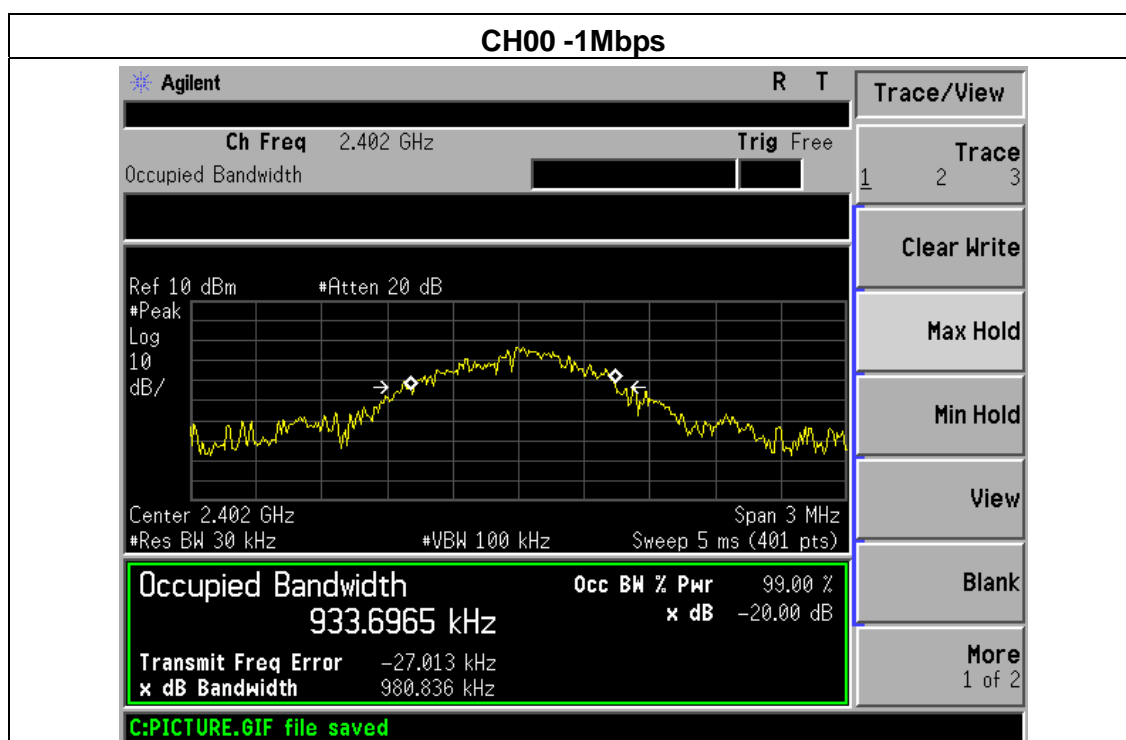 CH00 -1Mbps
Agilent R T
Ch Freq 2.402 GHz Trig Free
Occupied Bandwidth
Ref 10 dBm #Atten 20 dB
#Peak
Log
10
dB/
Center 2.402 GHz Span 3 MHz
#Res BW 30 kHz #VBW 100 kHz Sweep 5 ms (401 pts)
Occupied Bandwidth Occ BW % Pwr 99.00 %
933.6965 kHz x dB -20.00 dB
Transmit Freq Error -27.013 kHz
x dB Bandwidth 980.836 kHz
C:PICTURE.GIF file saved
Trace/View
Trace
1 2 3
Clear Write
Max Hold
Min Hold
View
Blank
More
1 of 2